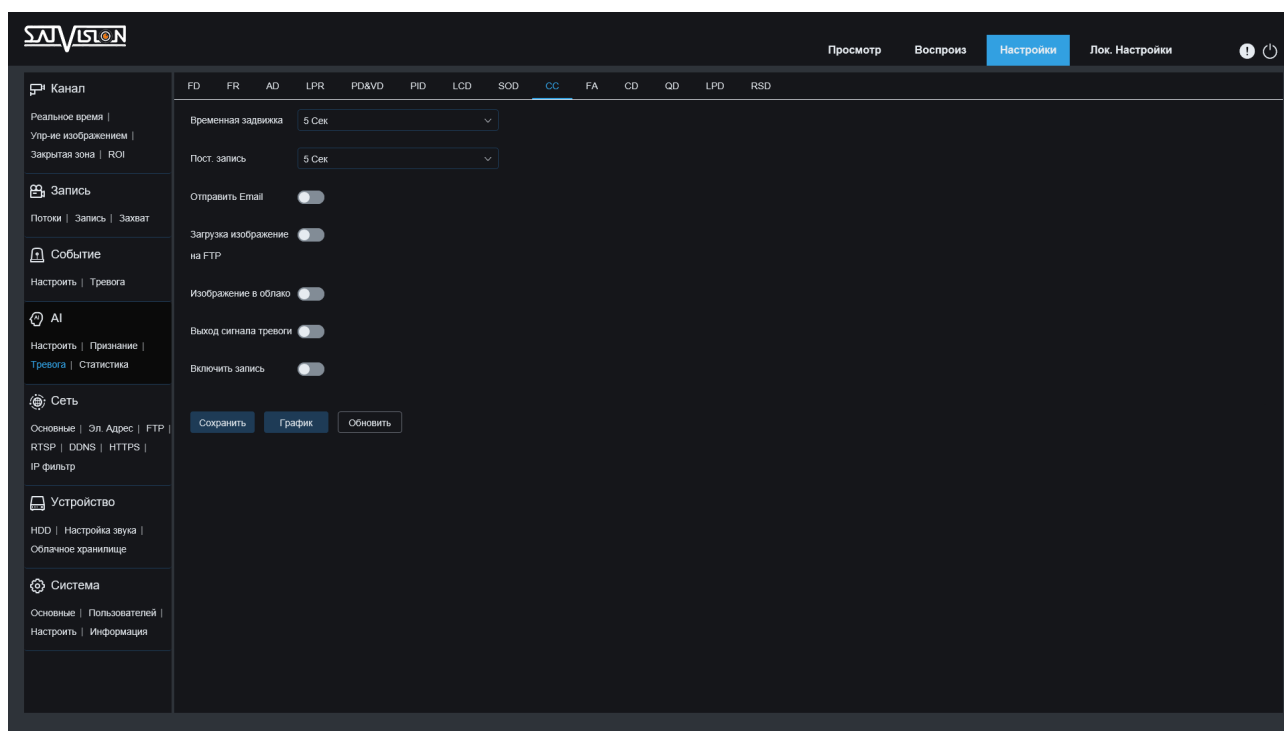 SATVISION
Просмотр Воспроиз Настройки Лок. Настройки
Канал
Реальное время |
Упр-ие изображением |
Закрытая зона | ROI
Запись
Потоки | Запись | Захват
Событие
Настроить | Тревога
AI
Настроить | Признание |
Тревога | Статистика
Сеть
Основные | Эл. Адрес | FTP |
RTSP | DDNS | HTTPS |
IP фильтр
Устройство
HDD | Настройка звука |
Облачное хранилище
Система
Основные | Пользователей |
Настроить | Информация
FD FR AD LPR PD&VD PID LCD SOD CC FA CD QD LPD RSD
Временная задвижка 5 Сек
Пост. запись 5 Сек
Отправить Email
Загрузка изображение
на FTP
Изображение в облако
Выход сигнала тревоги
Включить запись
Сохранить График Обновить